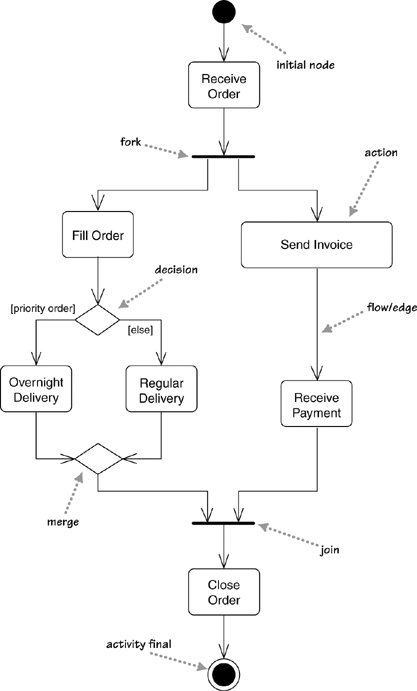 initial node
Receive
Order
fork
action
Fill Order
Send Invoice
decision
[priority order]
[else]
flow/edge
Overnight
Delivery
Regular
Delivery
Receive
Payment
merge
join
Close
Order
activity final